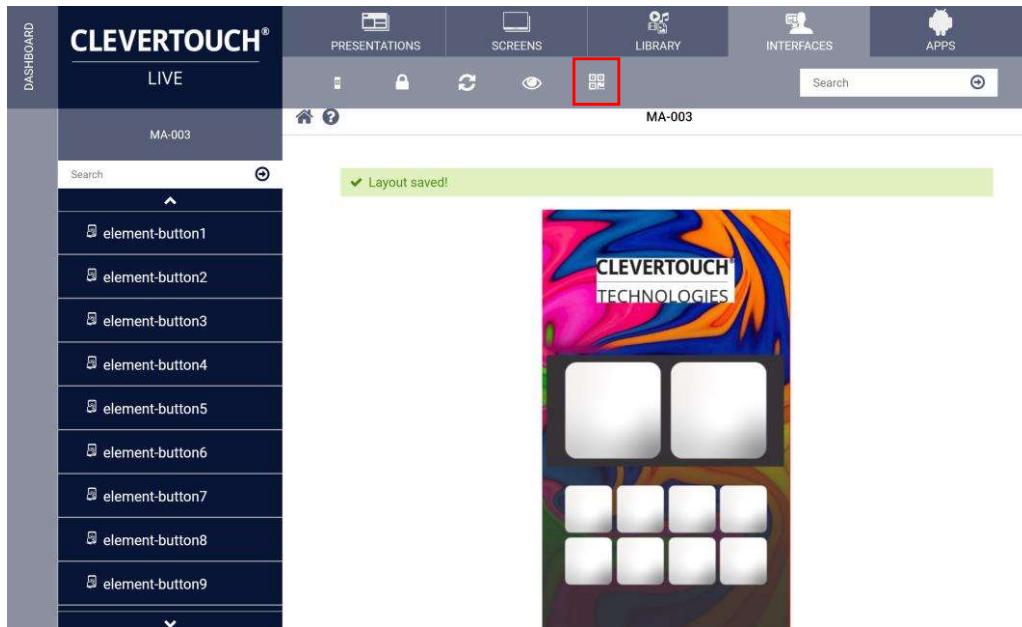 DASHBOARD
CLEVERTOUCH®
LIVE
PRESENTATIONS
SCREENS
LIBRARY
INTERFACES
APPS
Search
MA-003
MA-003
Search
Layout saved!
element-button1
element-button2
element-button3
element-button4
element-button5
element-button6
element-button7
element-button8
element-button9
CLEVERTOUCH®
TECHNOLOGIES